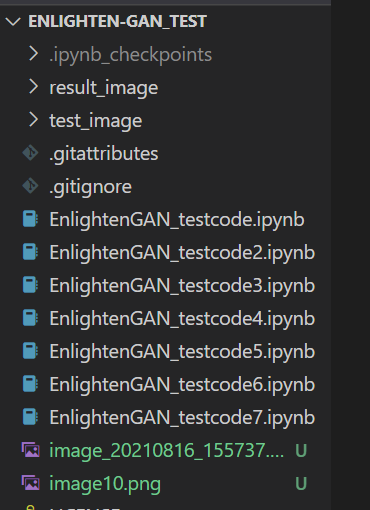 ENLIGHTEN-GAN_TEST
.ipynb_checkpoints
result_image
test_image
.gitattributes
.gitignore
EnlightenGAN_testcode.ipynb
EnlightenGAN_testcode2.ipynb
EnlightenGAN_testcode3.ipynb
EnlightenGAN_testcode4.ipynb
EnlightenGAN_testcode5.ipynb
EnlightenGAN_testcode6.ipynb
EnlightenGAN_testcode7.ipynb
image_20210816_155737.... U
image10.png U